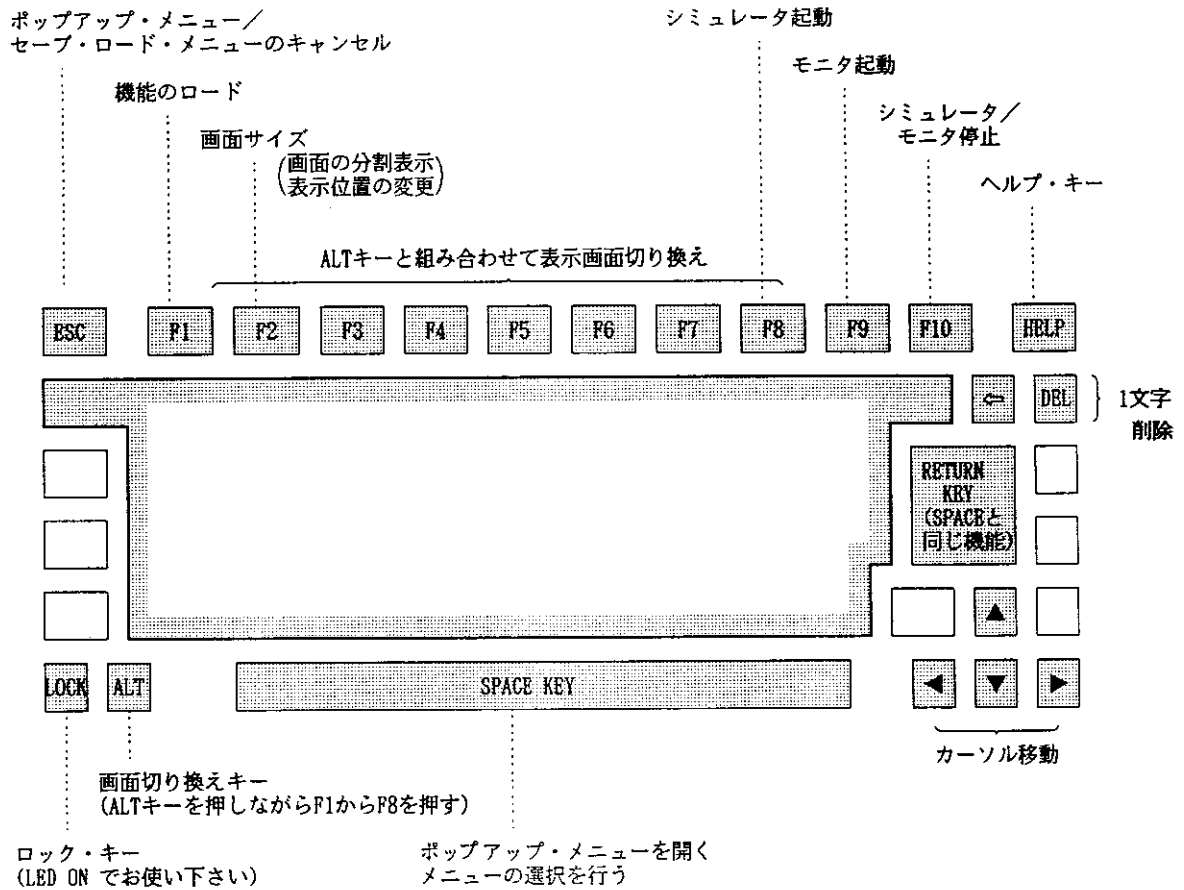 ポップアップ・メニュー／
セーブ・ロード・メニューのキャンセル
シミュレータ起動
モニタ起動
機能のロード
シミュレータ／
モニタ停止
画面サイズ
(画面の分割表示
表示位置の変更)
ヘルプ・キー
ALTキーと組み合わせて表示画面切り換え
ESC F1 F2 F3 F4 F5 F6 F7 F8 F9 F10 HELP
⇦ DEL
1文字
削除
RETURN
KEY
(SPACEと
同じ機能)
▲
LOCK ALT SPACE KEY ◀ ▼ ▶
カーソル移動
画面切り換えキー
(ALTキーを押しながらF1からF8を押す)
ロック・キー
(LED ON でお使い下さい)
ポップアップ・メニューを開く
メニューの選択を行う